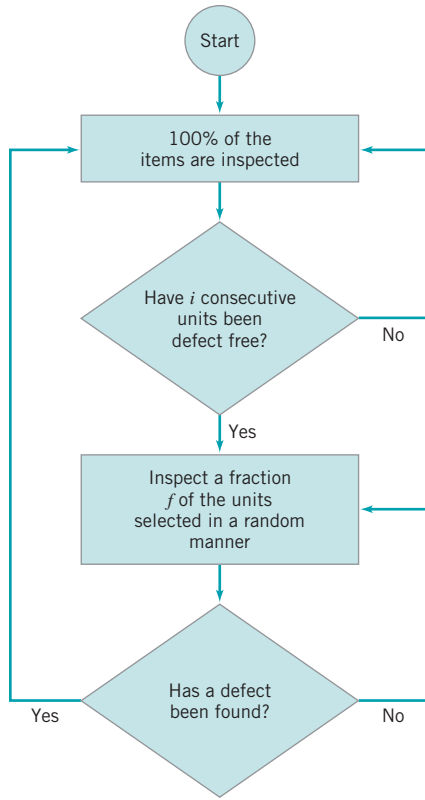 Start
100% of the
items are inspected
Have i consecutive
units been
defect free?
No
Yes
Inspect a fraction
f of the units
selected in a random
manner
Has a defect
been found?
Yes
No